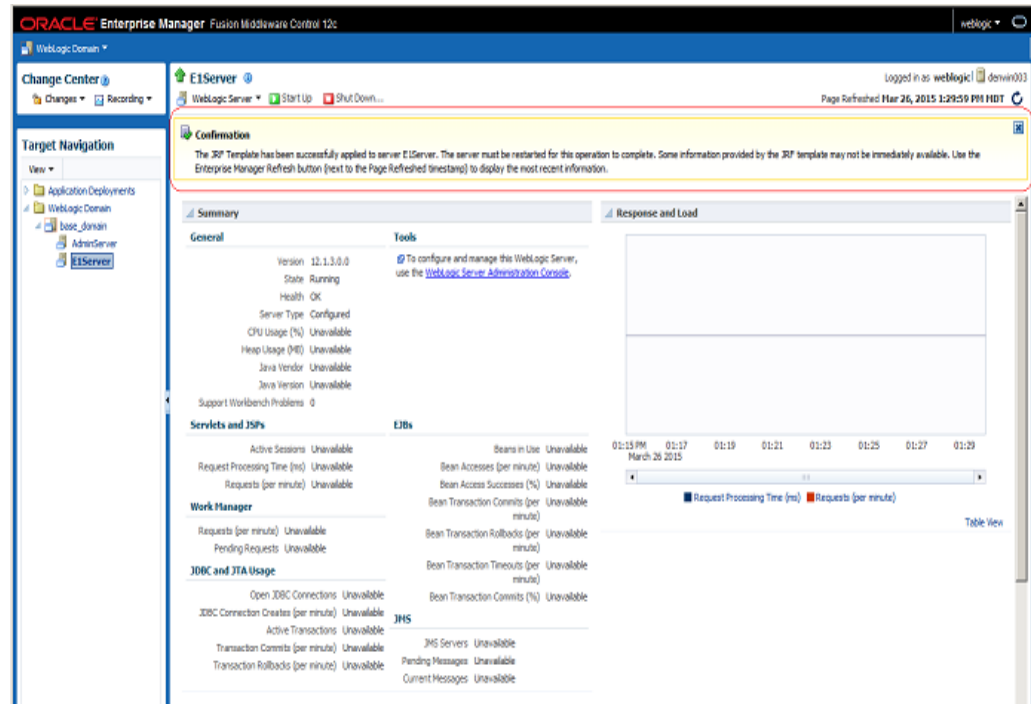 ORACLE Enterprise Manager Fusion Middleware Control 12c
weblogic
WebLogic Domain
Change Center
Changes Recording
E1Server
Logged in as weblogic denwin003
WebLogic Server Start Up Shut Down...
Page Refreshed Mar 26, 2015 1:29:59 PM MDT
Confirmation
The JRF Template has been successfully applied to server E1Server. The server must be restarted for this operation to complete. Some information provided by the JRF template may not be immediately available. Use the
Enterprise Manager Refresh button (next to the Page Refreshed timestamp) to display the most recent information.
Target Navigation
View
Application Deployments
WebLogic Domain
base_domain
AdminServer
E1Server
Summary
General
Version 12.1.3.0.0
State Running
Health OK
Server Type Configured
CPU Usage (%) Unavailable
Heap Usage (MB) Unavailable
Java Vendor Unavailable
Java Version Unavailable
Support Workbench Problems 0
Tools
To configure and manage this WebLogic Server,
use the WebLogic Server Administration Console.
Servlets and JSPs
Active Sessions Unavailable
Request Processing Time (ms) Unavailable
Requests (per minute) Unavailable
Work Manager
Requests (per minute) Unavailable
Pending Requests Unavailable
JDBC and JTA Usage
Open JDBC Connections Unavailable
JDBC Connection Creates (per minute) Unavailable
Active Transactions Unavailable
Transaction Commits (per minute) Unavailable
Transaction Rollbacks (per minute) Unavailable
EJBs
Beans in Use Unavailable
Bean Accesses (per minute) Unavailable
Bean Access Successes (%) Unavailable
Bean Transaction Commits (per
minute) Unavailable
Bean Transaction Rollbacks (per
minute) Unavailable
Bean Transaction Timeouts (per
minute) Unavailable
Bean Transaction Commits (%) Unavailable
JMS
JMS Servers Unavailable
Pending Messages Unavailable
Current Messages Unavailable
Response and Load
01:15 PM 01:17 01:19 01:21 01:23 01:25 01:27 01:29
March 26 2015
Request Processing Time (ms) Requests (per minute)
Table View